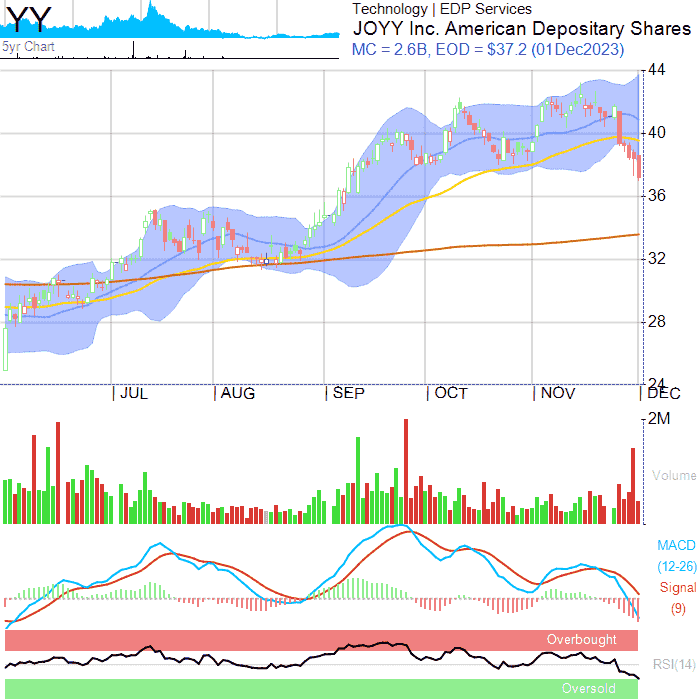 YY
5yr Chart
Technology | EDP Services
JOYY Inc. American Depositary Shares
MC = 2.6B, EOD = $37.2 (01Dec2023)
44
40
36
32
28
24
JUL AUG SEP OCT NOV DEC
2M
Volume
MACD
(12-26)
Signal
(9)
Overbought
RSI(14)
Oversold